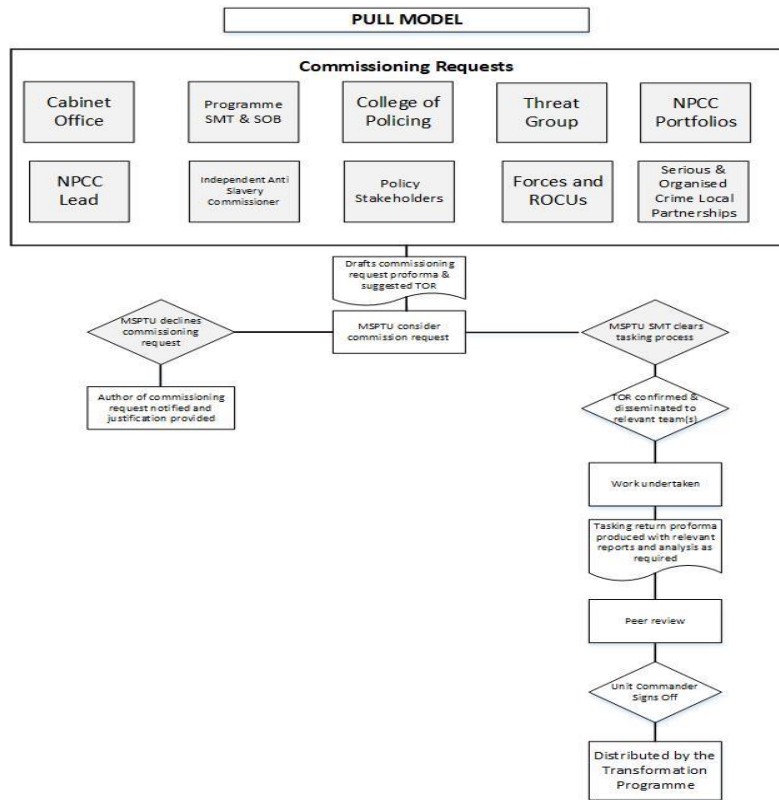 PULL MODEL
Commissioning Requests
Cabinet
Office
Programme
SMT & SOB
College of
Policing
Threat
Group
NPCC
Portfolios
NPCC
Lead
Independent Anti
Slavery
Commissioner
Policy
Stakeholders
Forces and
ROCUs
Serious &
Organised
Crime Local
Partnerships
Drafts commissioning
request proforma &
suggested TOR
MSPTU declines
commissioning
request
MSPTU consider
commission request
MSPTU SMT clears
tasking process
Author of commissioning
request notified and
justification provided
TOR confirmed &
disseminated to
relevant team(s)
Work undertaken
Tasking return proforma
produced with relevant
reports and analysis as
required
Peer review
Unit Commander
Signs Off
Distributed by the
Transformation
Programme